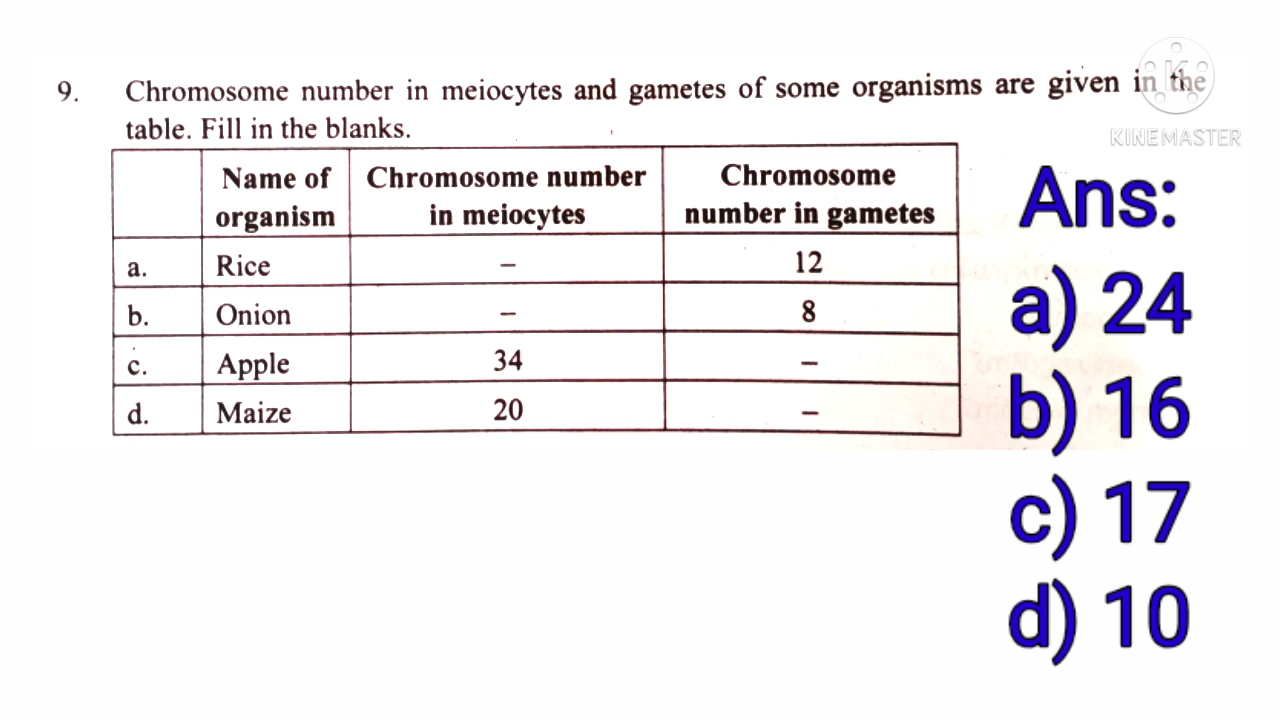 9. Chromosome number in meiocytes and gametes of some organisms are given in the
table. Fill in the blanks.
KINEMASTER
Name of organism | Chromosome number in meiocytes | Chromosome number in gametes
a. Rice – 12
b. Onion – 8
c. Apple 34 –
d. Maize 20 –
Ans:
a) 24
b) 16
c) 17
d) 10